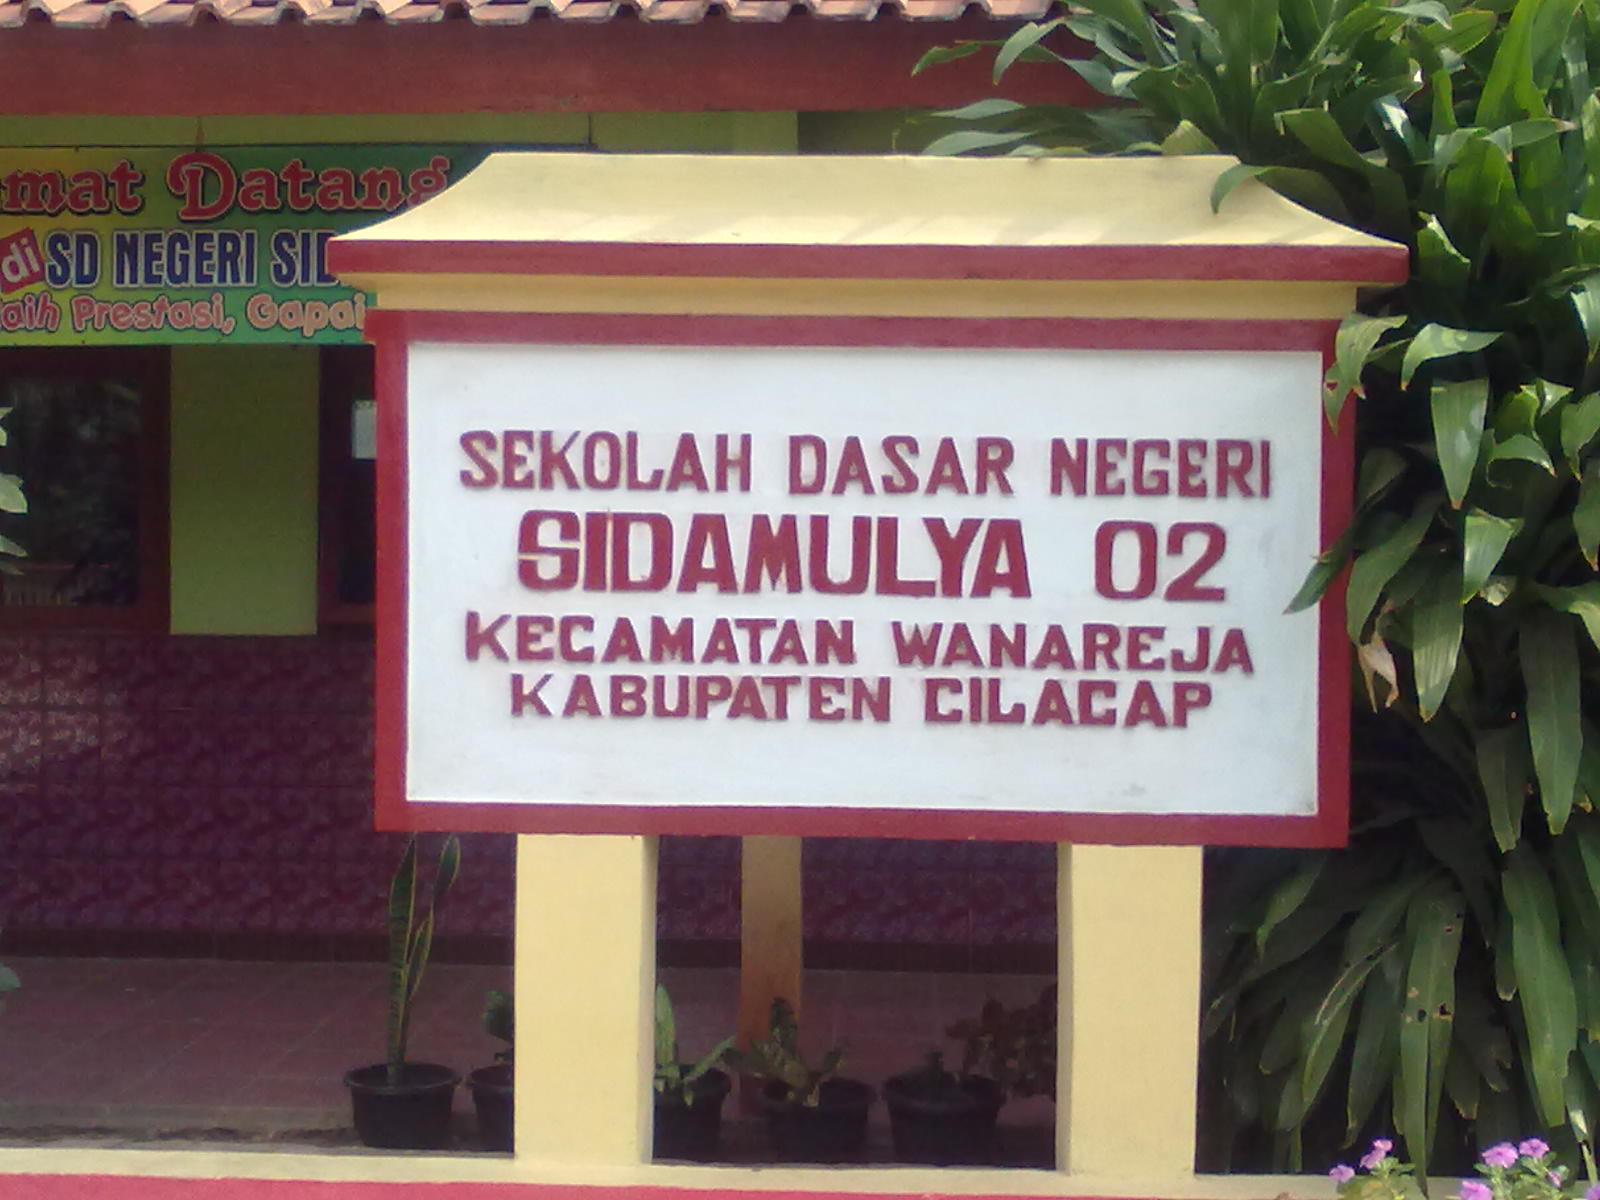 mat Datang
di SD NEGERI SID
aih Prestasi, Gapai
SEKOLAH DASAR NEGERI
SIDAMULYA 02
KECAMATAN WANAREJA
KABUPATEN CILACAP